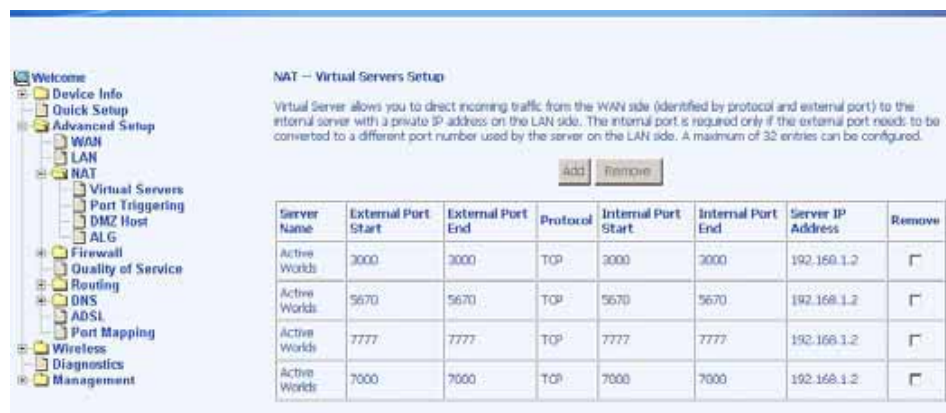 Welcome
Device Info
Quick Setup
Advanced Setup
WAN
LAN
NAT
Virtual Servers
Port Triggering
DMZ Host
ALG
Firewall
Quality of Service
Routing
DNS
ADSL
Port Mapping
Wireless
Diagnostics
Management
NAT -- Virtual Servers Setup
Virtual Server allows you to direct incoming traffic from the WAN side (identified by protocol and external port) to the
internal server with a private IP address on the LAN side. The internal port is required only if the external port needs to be
converted to a different port number used by the server on the LAN side. A maximum of 32 entries can be configured.
Add Remove
Server Name External Port Start External Port End Protocol Internal Port Start Internal Port End Server IP Address Remove
Active Worlds 3000 3000 TCP 3000 3000 192.168.1.2
Active Worlds 5670 5670 TCP 5670 5670 192.168.1.2
Active Worlds 7777 7777 TCP 7777 7777 192.168.1.2
Active Worlds 7000 7000 TCP 7000 7000 192.168.1.2